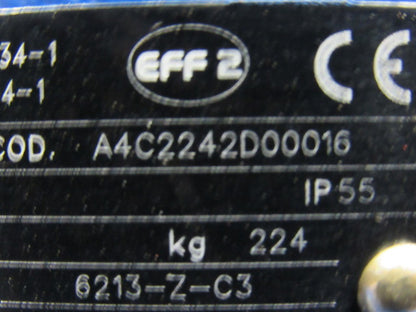 34-1
4-1
EFF 2
CE
COD. A4C2242D00016
IP 55
kg 224
6213-Z-C3